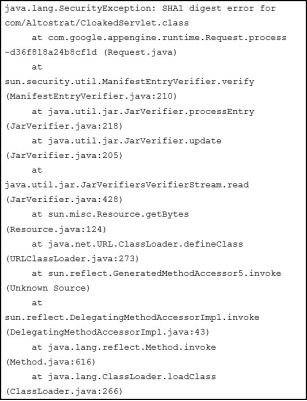 java.lang.SecurityException: SHA1 digest error for
com/Altostrat/CloakedServlet.class
at com.google.appengine.runtime.Request.process
-d36f818a24b8cf1d (Request.java)
at
sun.security.util.ManifestEntryVerifier.verify
(ManifestEntryVerifier.java:210)
at java.util.jar.JarVerifier.processEntry
(JarVerifier.java:218)
at java.util.jar.JarVerifier.update
(JarVerifier.java:205)
at
java.util.jar.JarVerifiersVerifierStream.read
(JarVerifier.java:428)
at sun.misc.Resource.getBytes
(Resource.java:124)
at java.net.URL.ClassLoader.defineClass
(URLClassLoader.java:273)
at sun.reflect.GeneratedMethodAccessor5.invoke
(Unknown Source)
at
sun.reflect.DelegatingMethodAccessorImpl.invoke
(DelegatingMethodAccessorImpl.java:43)
at java.lang.reflect.Method.invoke
(Method.java:616)
at java.lang.ClassLoader.loadClass
(ClassLoader.java:266)